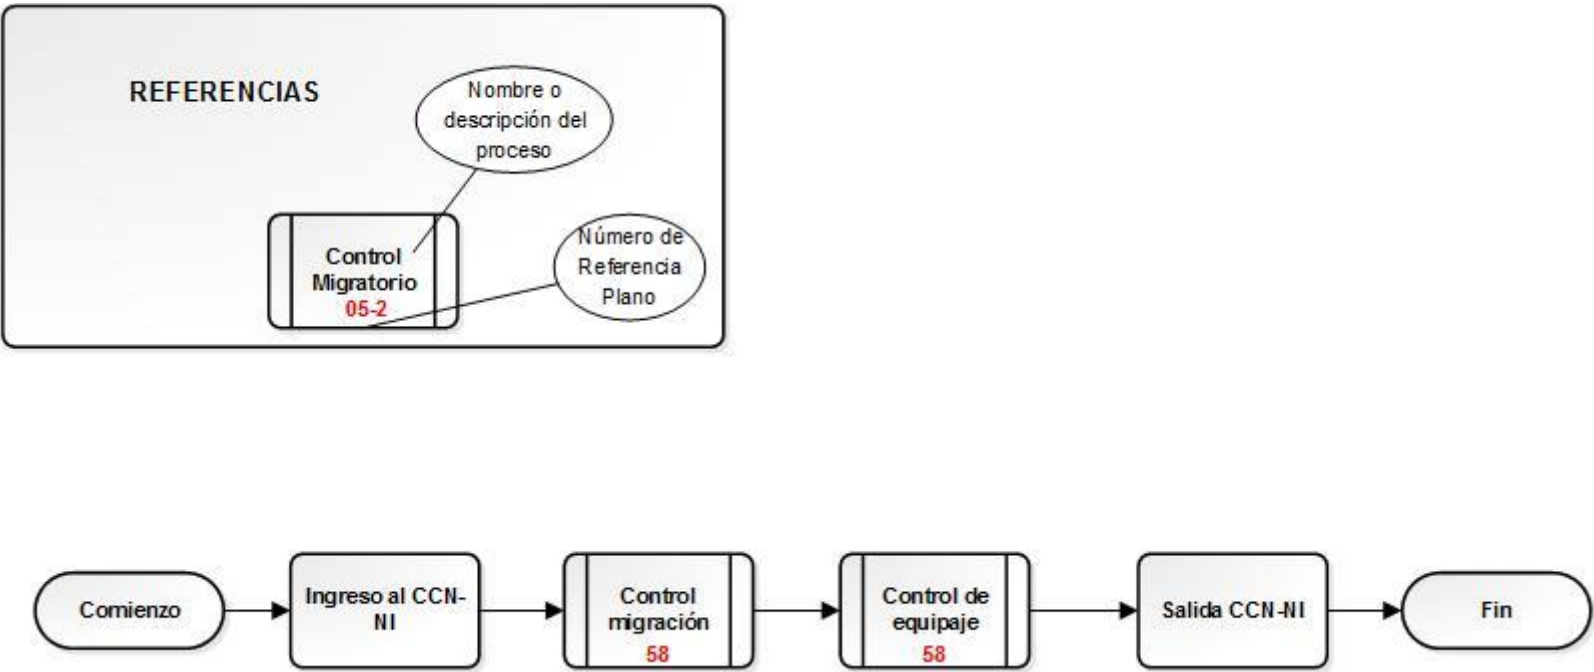 REFERENCIAS
Nombre o
descripción del
proceso
Control
Migratorio
05-2
Número de
Referencia
Plano
Comienzo
Ingreso al CCN-
NI
Control
migración
58
Control de
equipaje
58
Salida CCN-NI
Fin